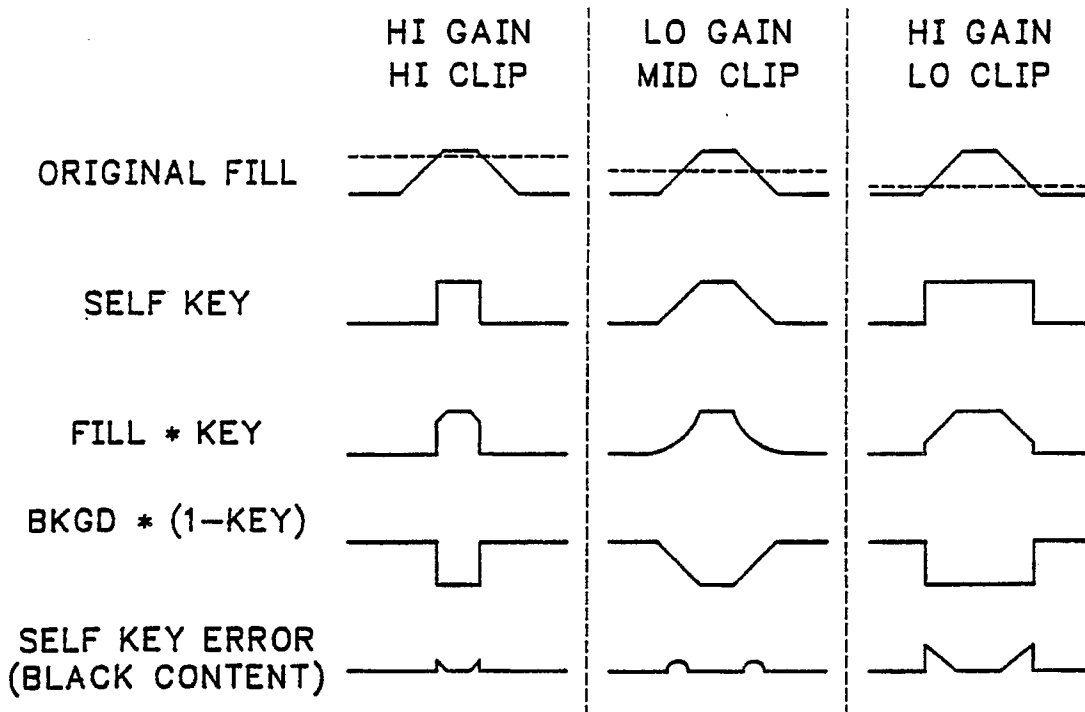 HI GAIN
HI CLIP
LO GAIN
MID CLIP
HI GAIN
LO CLIP
ORIGINAL FILL
SELF KEY
FILL * KEY
BKGD * (1-KEY)
SELF KEY ERROR
(BLACK CONTENT)